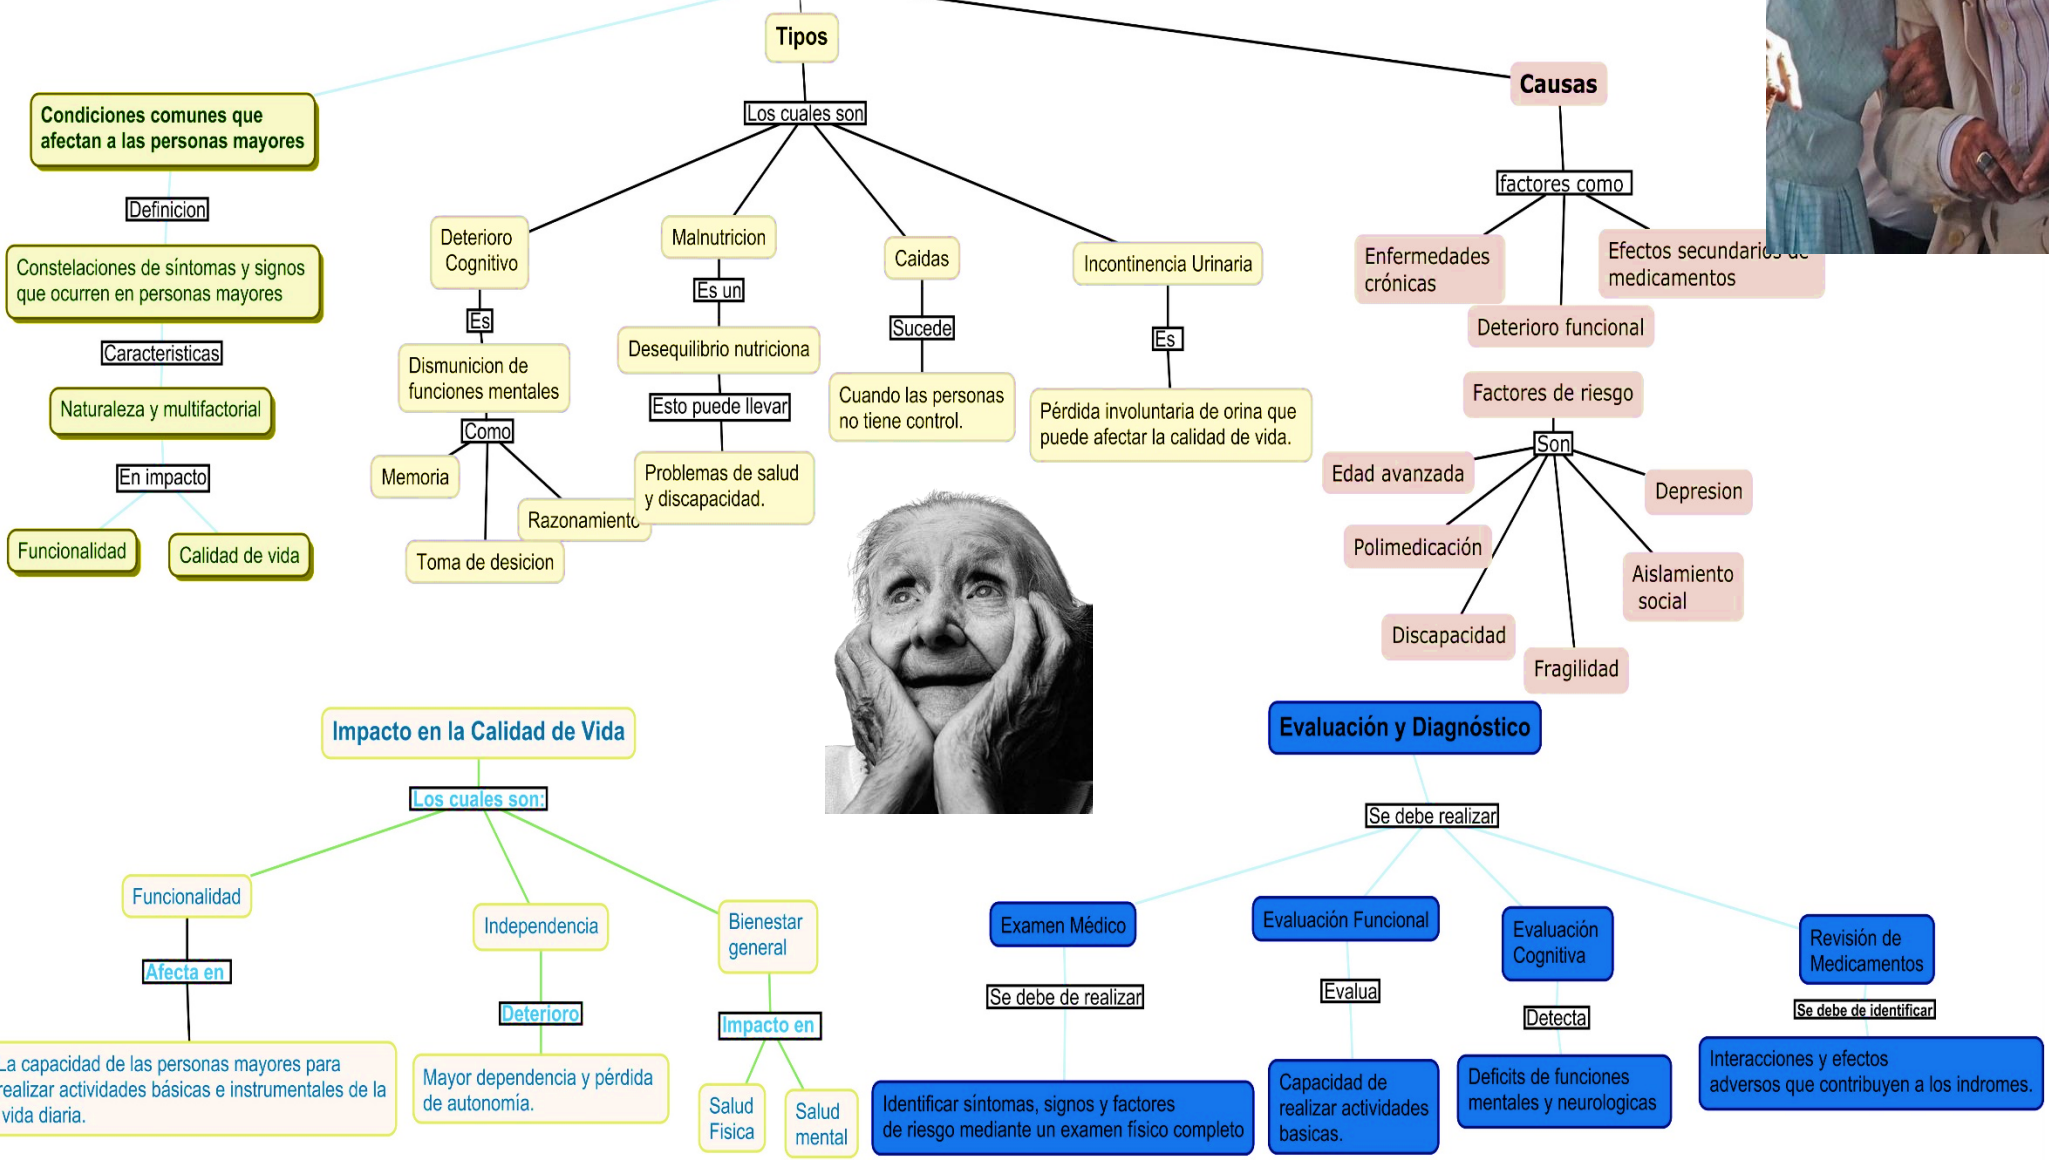 Tipos
Los cuales son
Causas
factores como
Condiciones comunes que
afectan a las personas mayores
Definicion
Constelaciones de síntomas y signos
que ocurren en personas mayores
Caracteristicas
Naturaleza y multifactorial
En impacto
Funcionalidad
Calidad de vida
Deterioro
Cognitivo
Es
Dismunicion de
funciones mentales
Como
Memoria
Razonamiento
Toma de desicion
Malnutricion
Es un
Desequilibrio nutriciona
Esto puede llevar
Problemas de salud
y discapacidad.
Caidas
Sucede
Cuando las personas
no tiene control.
Incontinencia Urinaria
Es
Pérdida involuntaria de orina que
puede afectar la calidad de vida.
Enfermedades
crónicas
Efectos secundarios de
medicamentos
Deterioro funcional
Factores de riesgo
Son
Edad avanzada
Depresion
Polimedicación
Aislamiento
social
Discapacidad
Fragilidad
Impacto en la Calidad de Vida
Los cuales son:
Funcionalidad
Afecta en
La capacidad de las personas mayores para
realizar actividades básicas e instrumentales de la
vida diaria.
Independencia
Deterioro
Mayor dependencia y pérdida
de autonomía.
Bienestar
general
Impacto en
Salud
Fisica
Salud
mental
Evaluación y Diagnóstico
Se debe realizar
Examen Médico
Se debe de realizar
Identificar síntomas, signos y factores
de riesgo mediante un examen físico completo
Evaluación Funcional
Evalua
Capacidad de
realizar actividades
basicas.
Evaluación
Cognitiva
Detecta
Deficits de funciones
mentales y neurologicas
Revisión de
Medicamentos
Se debe de identificar
Interacciones y efectos
adversos que contribuyen a los indromes.